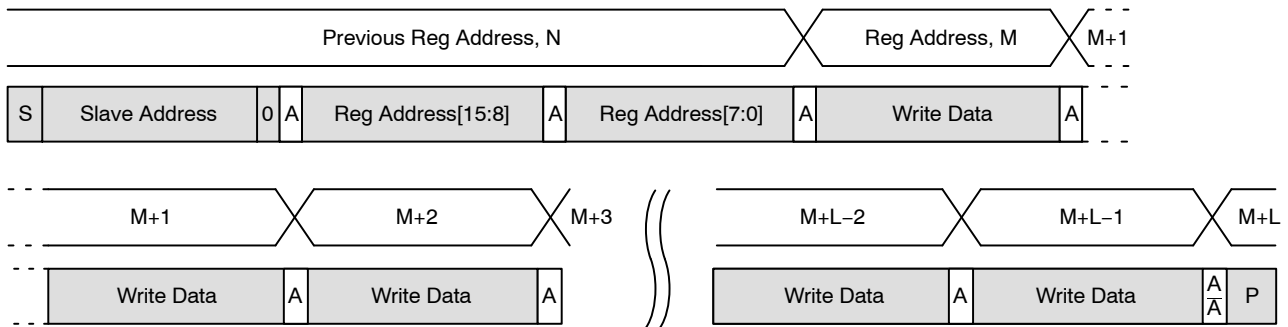 Previous Reg Address, N Reg Address, M M+1
S Slave Address 0 A Reg Address[15:8] A Reg Address[7:0] A Write Data A
M+1 M+2 M+3 M+L−2 M+L−1 M+L
Write Data A Write Data A Write Data A Write Data A/A̅ P